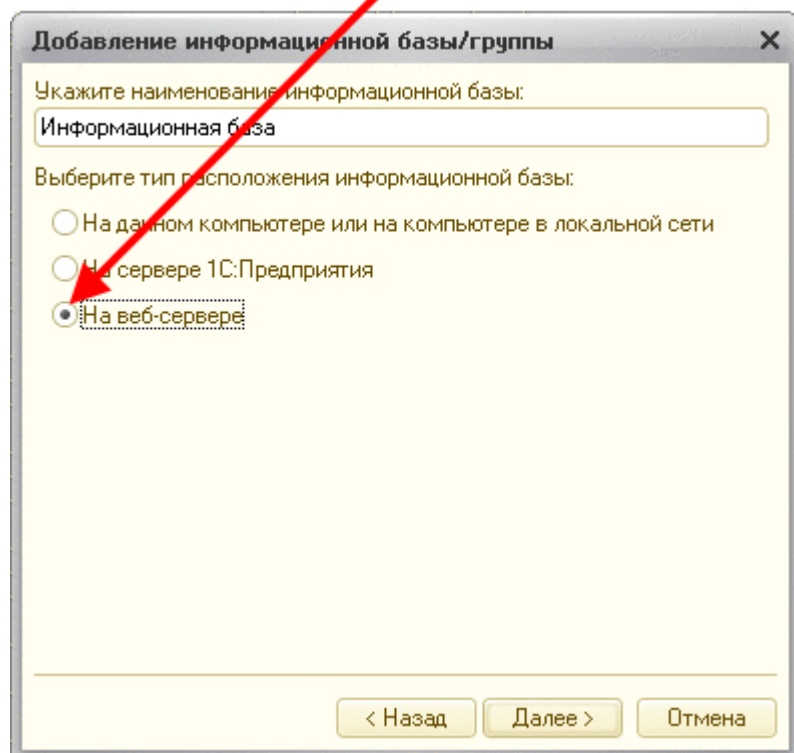 Добавление информационной базы/группы
Укажите наименование информационной базы:
Информационная база
Выберите тип расположения информационной базы:
На данном компьютере или на компьютере в локальной сети
На сервере 1С:Предприятия
На веб-сервере
< Назад Далее > Отмена